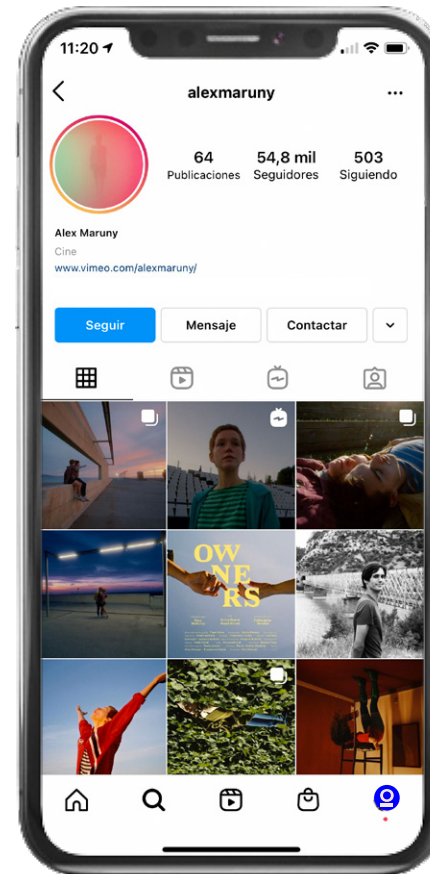 11:20
alexmaruny
64 54,8 mil 503
Publicaciones Seguidores Siguiendo
Alex Maruny
Cine
www.vimeo.com/alexmaruny/
Seguir Mensaje Contactar
OW
NE
RS